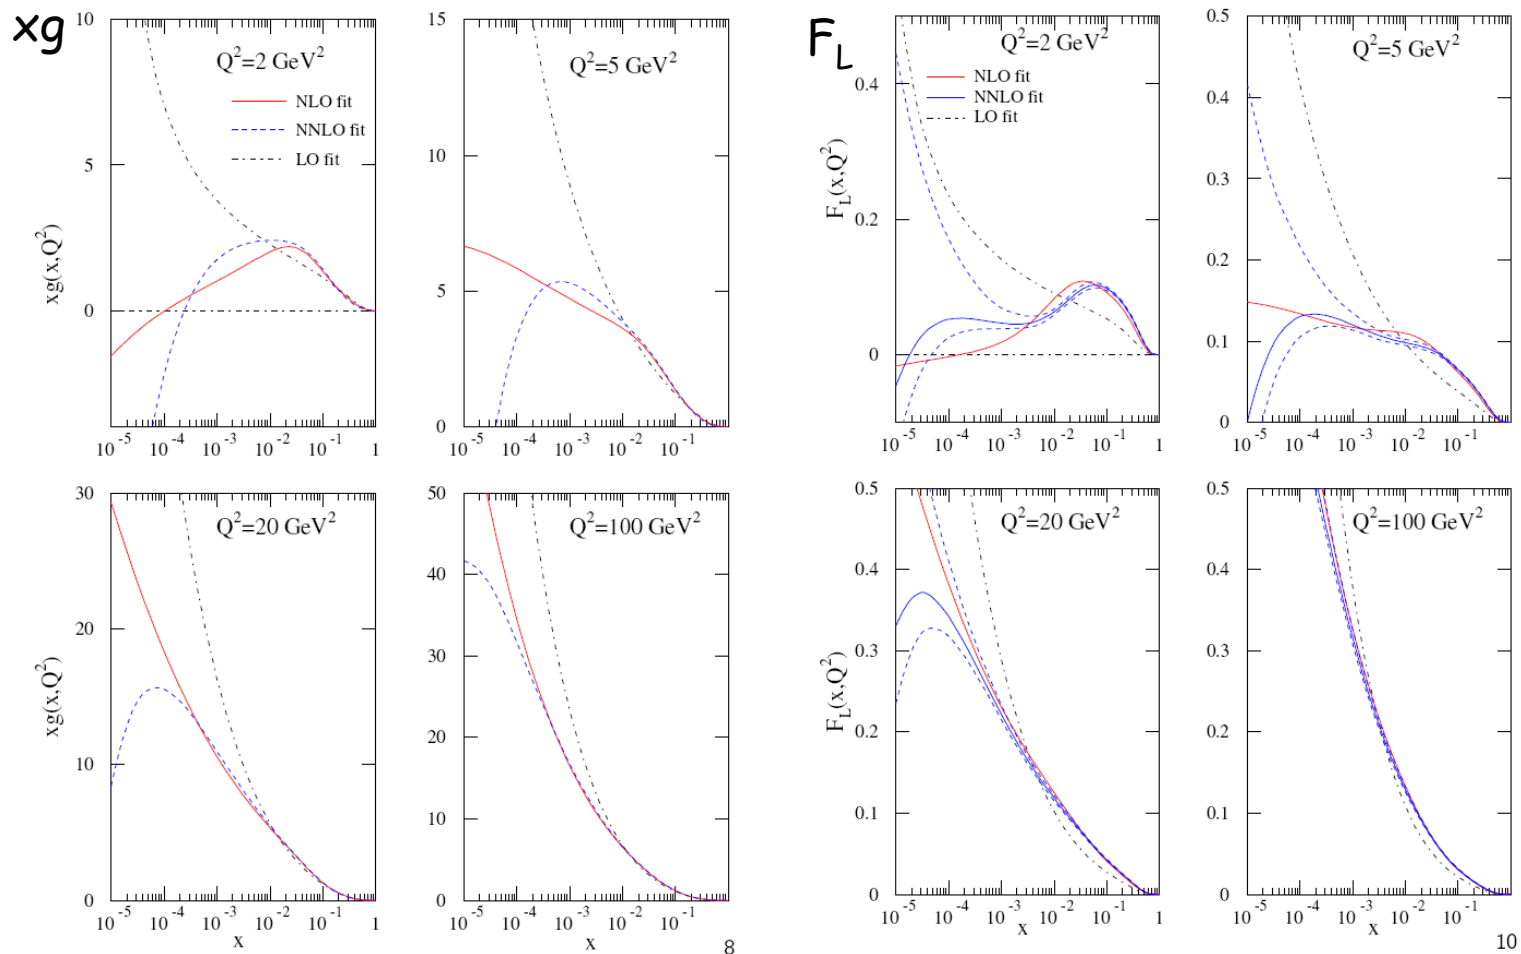 xg
10
5
0
Q²=2 GeV²
NLO fit
NNLO fit
LO fit
xg(x,Q²)
10⁻⁵ 10⁻⁴ 10⁻³ 10⁻² 10⁻¹ 1
15
10
5
0
Q²=5 GeV²
10⁻⁵ 10⁻⁴ 10⁻³ 10⁻² 10⁻¹ 1
30
20
10
0
Q²=20 GeV²
xg(x,Q²)
10⁻⁵ 10⁻⁴ 10⁻³ 10⁻² 10⁻¹ 1
x
50
40
30
20
10
0
Q²=100 GeV²
10⁻⁵ 10⁻⁴ 10⁻³ 10⁻² 10⁻¹ 1
x
8
F_L
0.4
0.2
0
Q²=2 GeV²
NLO fit
NNLO fit
LO fit
F_L(x,Q²)
10⁻⁵ 10⁻⁴ 10⁻³ 10⁻² 10⁻¹ 1
0.5
0.4
0.3
0.2
0.1
0
Q²=5 GeV²
10⁻⁵ 10⁻⁴ 10⁻³ 10⁻² 10⁻¹ 1
0.5
0.4
0.3
0.2
0.1
0
Q²=20 GeV²
F_L(x,Q²)
10⁻⁵ 10⁻⁴ 10⁻³ 10⁻² 10⁻¹ 1
x
0.5
0.4
0.3
0.2
0.1
0
Q²=100 GeV²
10⁻⁵ 10⁻⁴ 10⁻³ 10⁻² 10⁻¹ 1
x
10